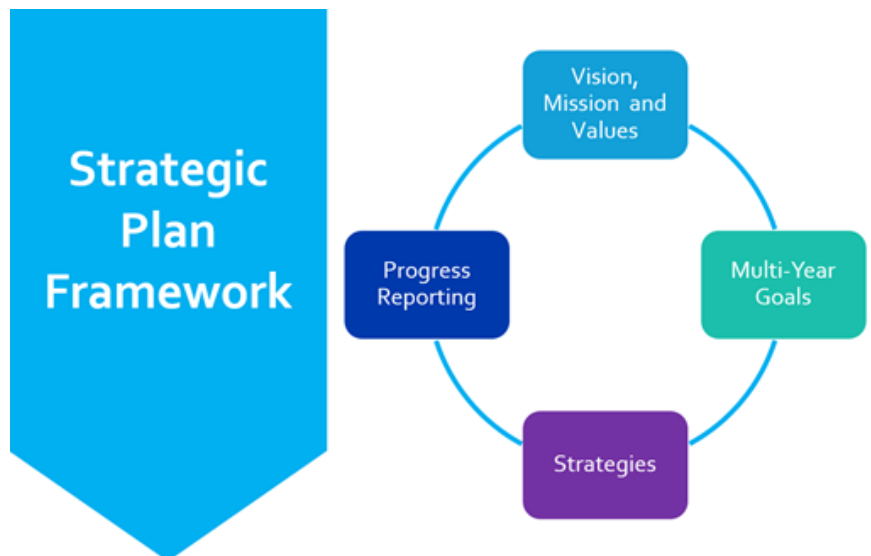 Strategic
Plan
Framework
Vision,
Mission and
Values
Progress
Reporting
Multi-Year
Goals
Strategies